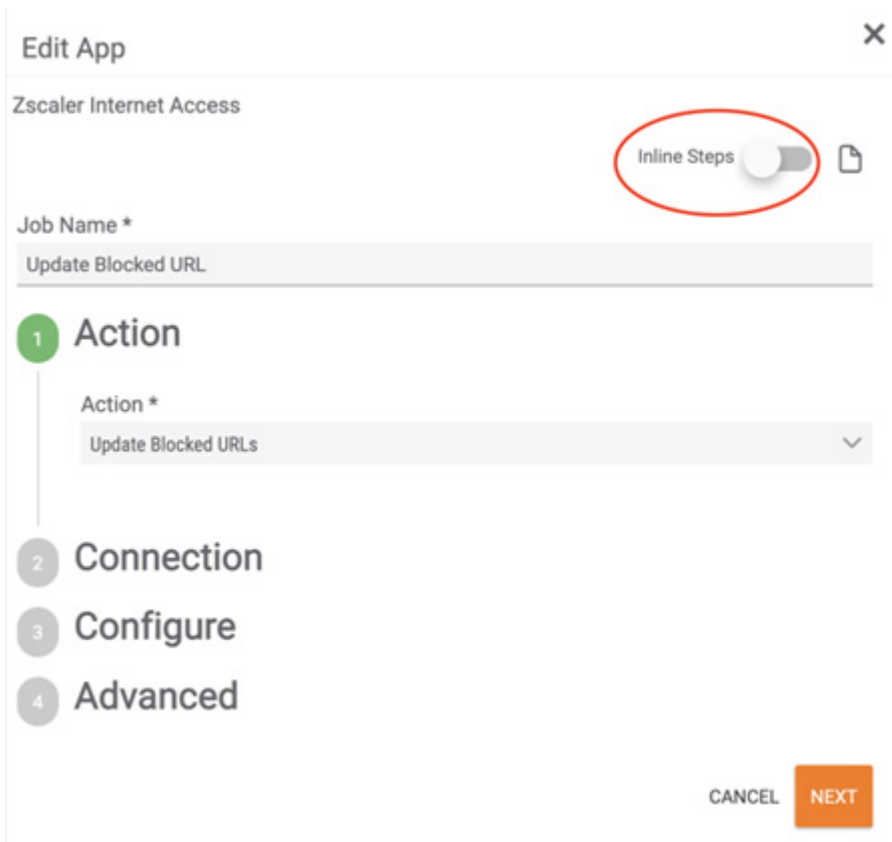 Edit App
Zscaler Internet Access
Inline Steps
Job Name *
Update Blocked URL
1 Action
Action *
Update Blocked URLs
2 Connection
3 Configure
4 Advanced
CANCEL NEXT